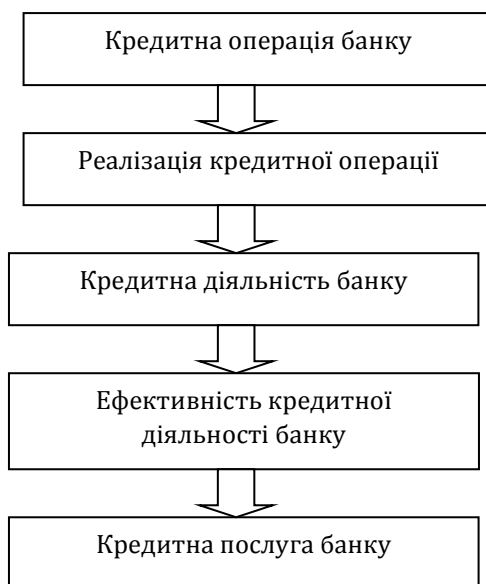 Кредитна операція банку
Реалізація кредитної операції
Кредитна діяльність банку
Ефективність кредитної
діяльності банку
Кредитна послуга банку